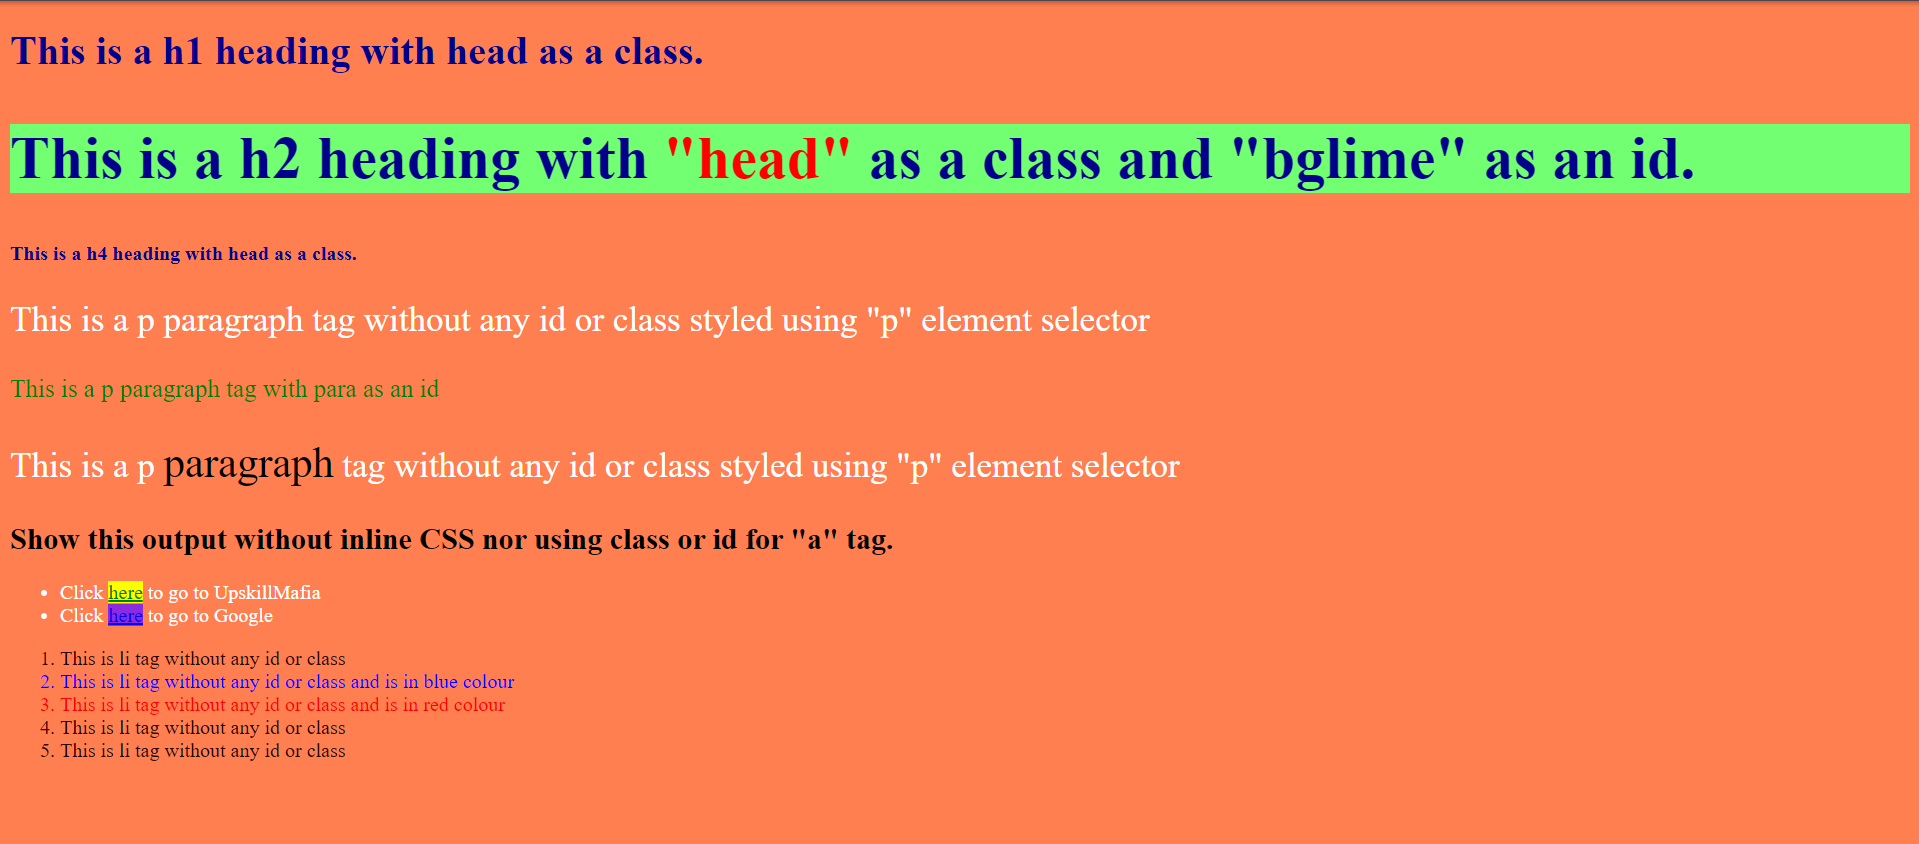 This is a h1 heading with head as a class.
This is a h2 heading with "head" as a class and "bglime" as an id.
This is a h4 heading with head as a class.
This is a p paragraph tag without any id or class styled using "p" element selector
This is a p paragraph tag with para as an id
This is a p paragraph tag without any id or class styled using "p" element selector
Show this output without inline CSS nor using class or id for "a" tag.
• Click here to go to UpskillMafia
• Click here to go to Google
1. This is li tag without any id or class
2. This is li tag without any id or class and is in blue colour
3. This is li tag without any id or class and is in red colour
4. This is li tag without any id or class
5. This is li tag without any id or class